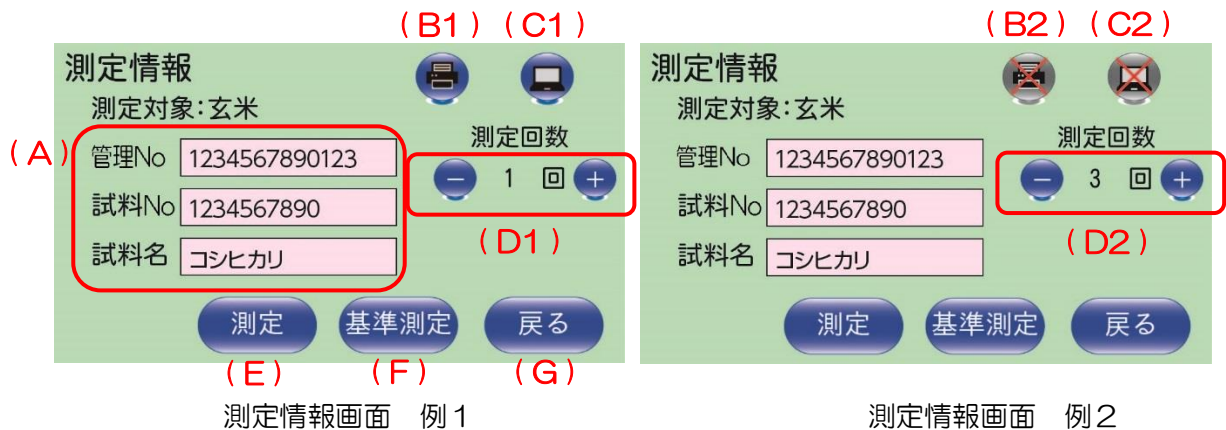 (B1) (C1)
測定情報
測定対象:玄米
(A)
管理No 1234567890123
試料No 1234567890
試料名 コシヒカリ
測定回数
- 1 回 +
(D1)
測定 基準測定 戻る
(E) (F) (G)
測定情報画面 例1
(B2) (C2)
測定情報
測定対象:玄米
管理No 1234567890123
試料No 1234567890
試料名 コシヒカリ
測定回数
- 3 回 +
(D2)
測定 基準測定 戻る
測定情報画面 例2